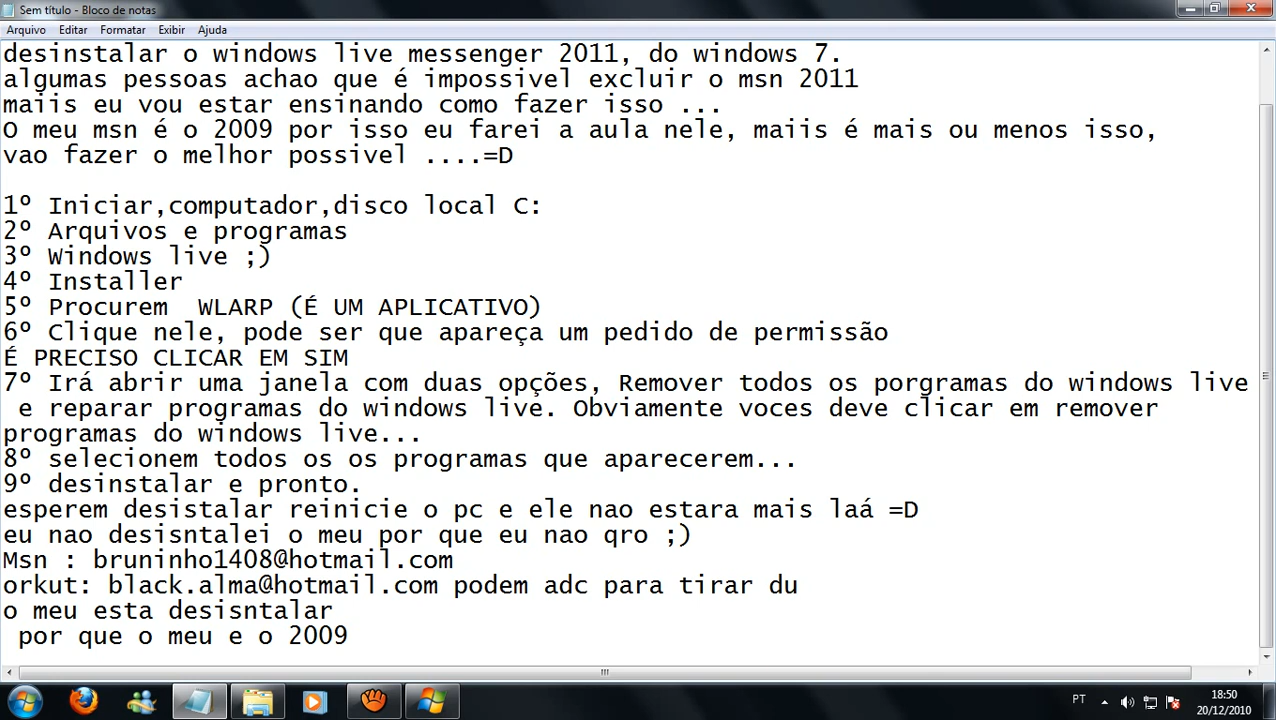 Sem título - Bloco de notas
Arquivo Editar Formatar Exibir Ajuda
desinstalar o windows live messenger 2011, do windows 7.
algumas pessoas achao que é impossivel excluir o msn 2011
maiis eu vou estar ensinando como fazer isso ...
O meu msn é o 2009 por isso eu farei a aula nele, maiis é mais ou menos isso,
vao fazer o melhor possivel ....=D
1º Iniciar,computador,disco local C:
2º Arquivos e programas
3º Windows live ;)
4º Installer
5º Procurem  WLARP (É UM APLICATIVO)
6º Clique nele, pode ser que apareça um pedido de permissão
É PRECISO CLICAR EM SIM
7º Irá abrir uma janela com duas opções, Remover todos os porgramas do windows live
e reparar programas do windows live. Obviamente voces deve clicar em remover
programas do windows live...
8º selecionem todos os os programas que aparecerem...
9º desinstalar e pronto.
esperem desistalar reinicie o pc e ele nao estara mais laá =D
eu nao desisntalei o meu por que eu nao qro ;)
Msn : bruninho1408@hotmail.com
orkut: black.alma@hotmail.com podem adc para tirar du
o meu esta desisntalar
por que o meu e o 2009
PT
18:50
20/12/2010